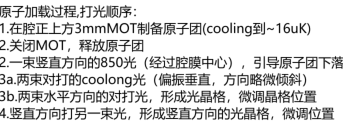 原子加载过程,打光顺序：
1.在腔正上方3mmMOT制备原子团(cooling到~16uK)
2.关闭MOT，释放原子团
2.一束竖直方向的850光（经过腔膜中心），引导原子团下落
3a.两束对打的coolong光（偏振垂直，方向略微倾斜）
3b.两束水平方向的对打光，形成光晶格，微调晶格位置
4.竖直方向打另一束光，形成竖直方向的光晶格，微调位置